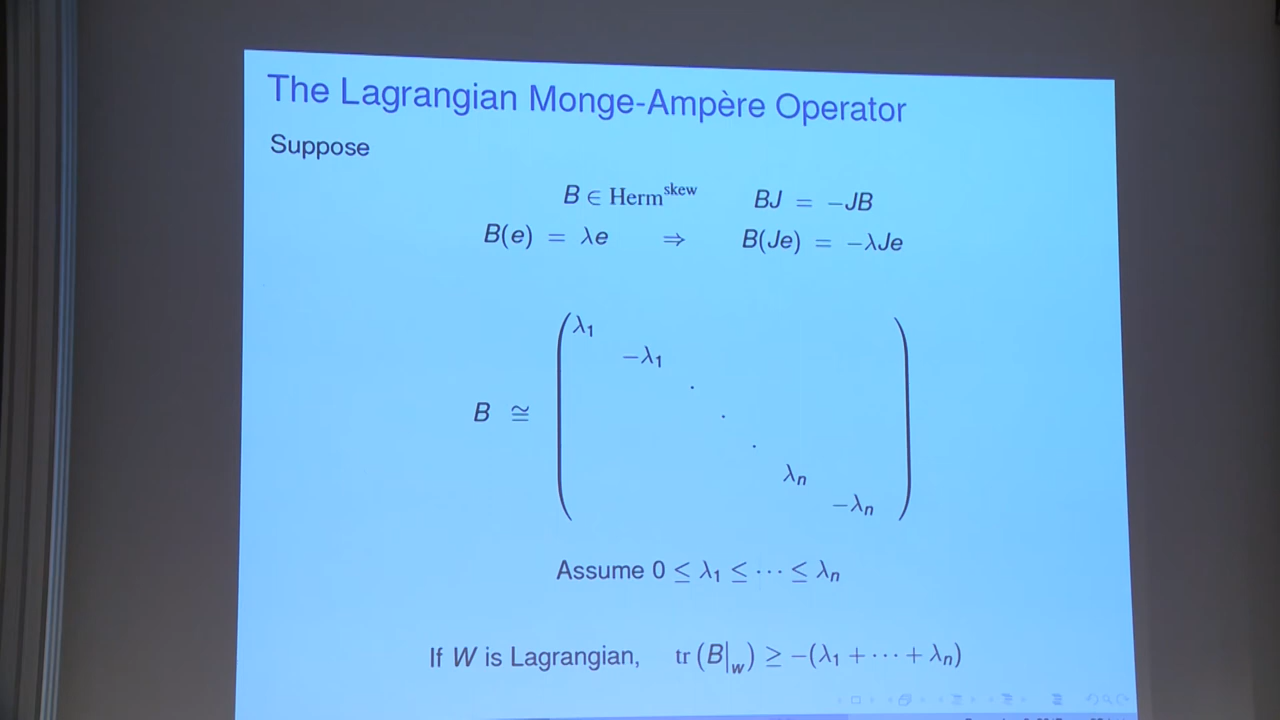 The Lagrangian Monge-Ampère Operator
Suppose
B ∈ Herm^skew BJ = −JB
B(e) = λe ⇒ B(Je) = −λJe
λ₁
−λ₁
.
B ≅ .
.
λₙ
−λₙ
Assume 0 ≤ λ₁ ≤ ⋯ ≤ λₙ
If W is Lagrangian, tr (B|_W) ≥ −(λ₁ + ⋯ + λₙ)